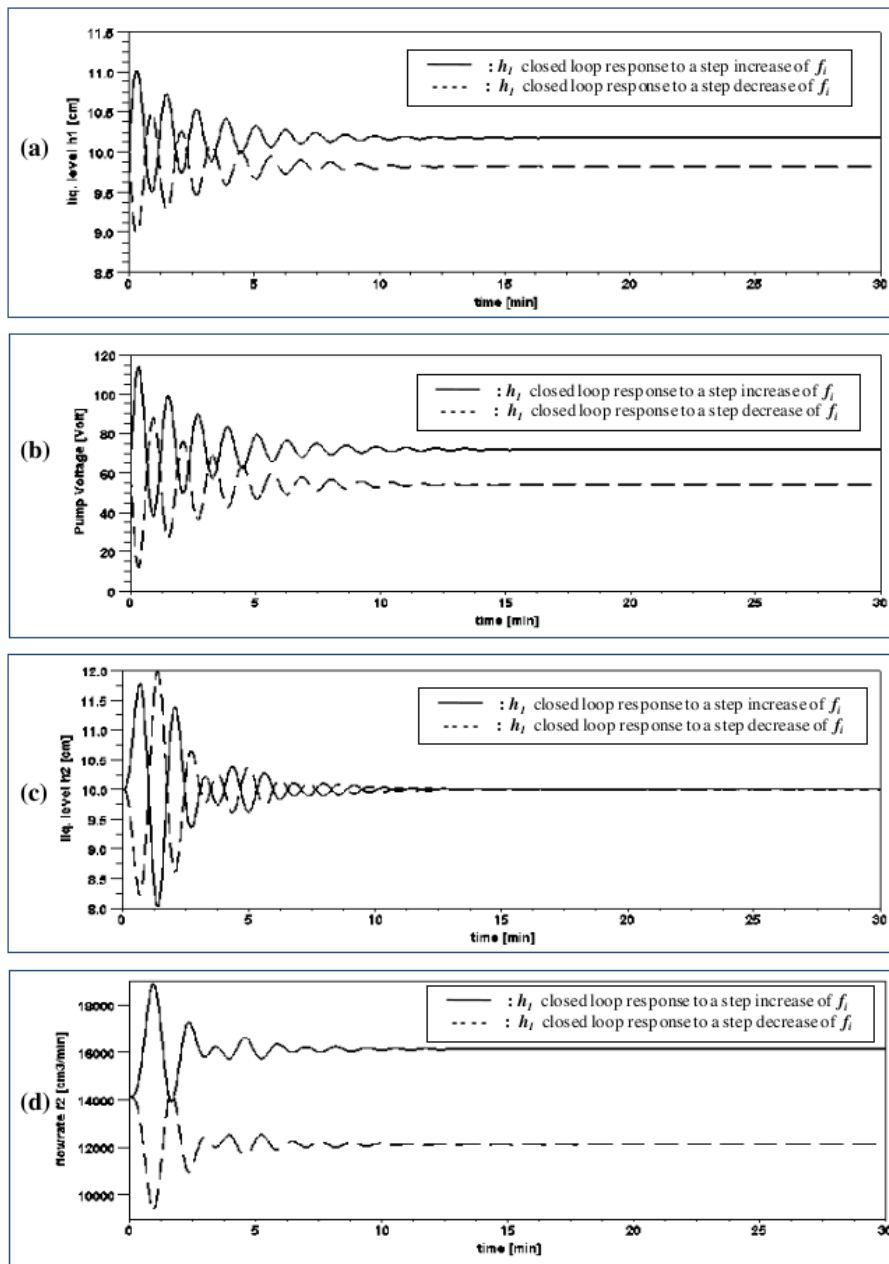 11.5
11.0
10.5
10.0
9.5
9.0
8.5
liq. level h1 [cm]
(a)
: h1 closed loop response to a step increase of fi
: h1 closed loop response to a step decrease of fi
0 5 10 15 20 25 30
time [min]
120
100
80
60
40
20
0
Pump Voltage [Volt]
(b)
: h1 closed loop response to a step increase of fi
: h1 closed loop response to a step decrease of fi
0 5 10 15 20 25 30
time [min]
12.0
11.5
11.0
10.5
10.0
9.5
9.0
8.5
8.0
liq. level h2 [cm]
(c)
: h1 closed loop response to a step increase of fi
: h1 closed loop response to a step decrease of fi
0 5 10 15 20 25 30
time [min]
18000
16000
14000
12000
10000
flowrate f2 [cm3/min]
(d)
: h1 closed loop response to a step increase of fi
: h1 closed loop response to a step decrease of fi
0 5 10 15 20 25 30
time [min]